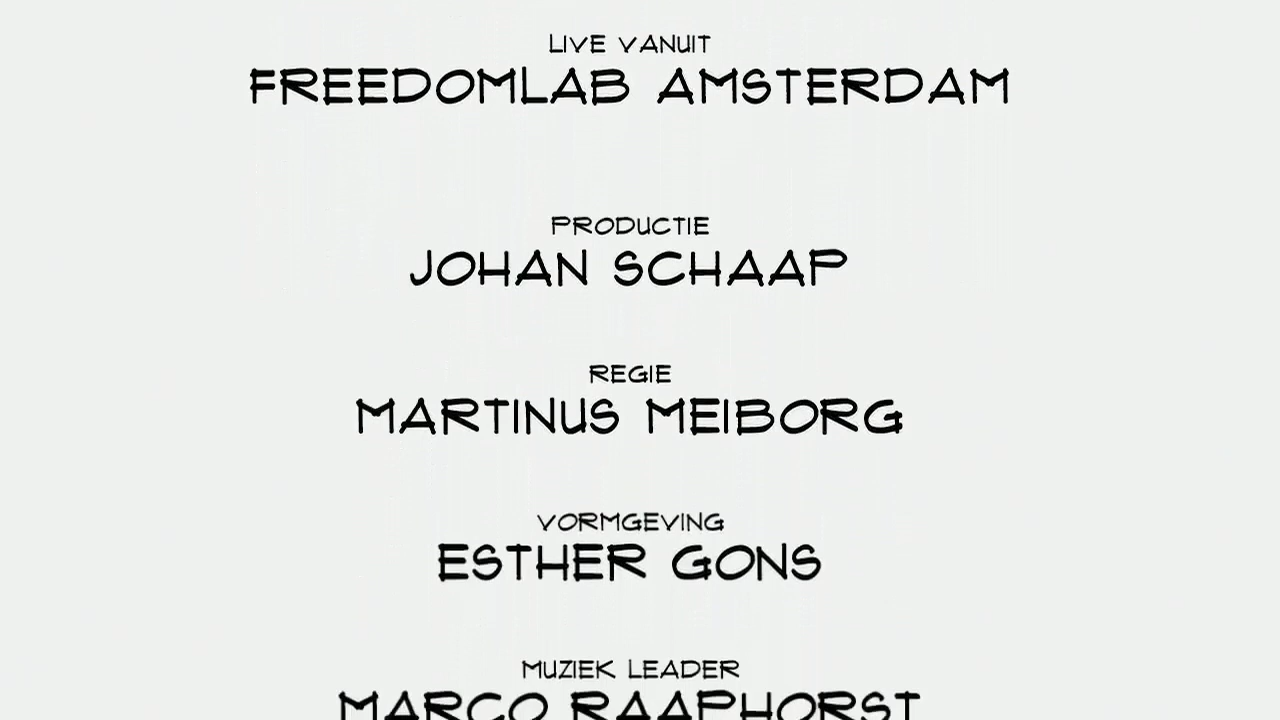 LIVE VANUIT
FREEDOMLAB AMSTERDAM
PRODUCTIE
JOHAN SCHAAP
REGIE
MARTINUS MEIBORG
VORMGEVING
ESTHER GONS
MUZIEK LEADER
MARCO RAAPHORST